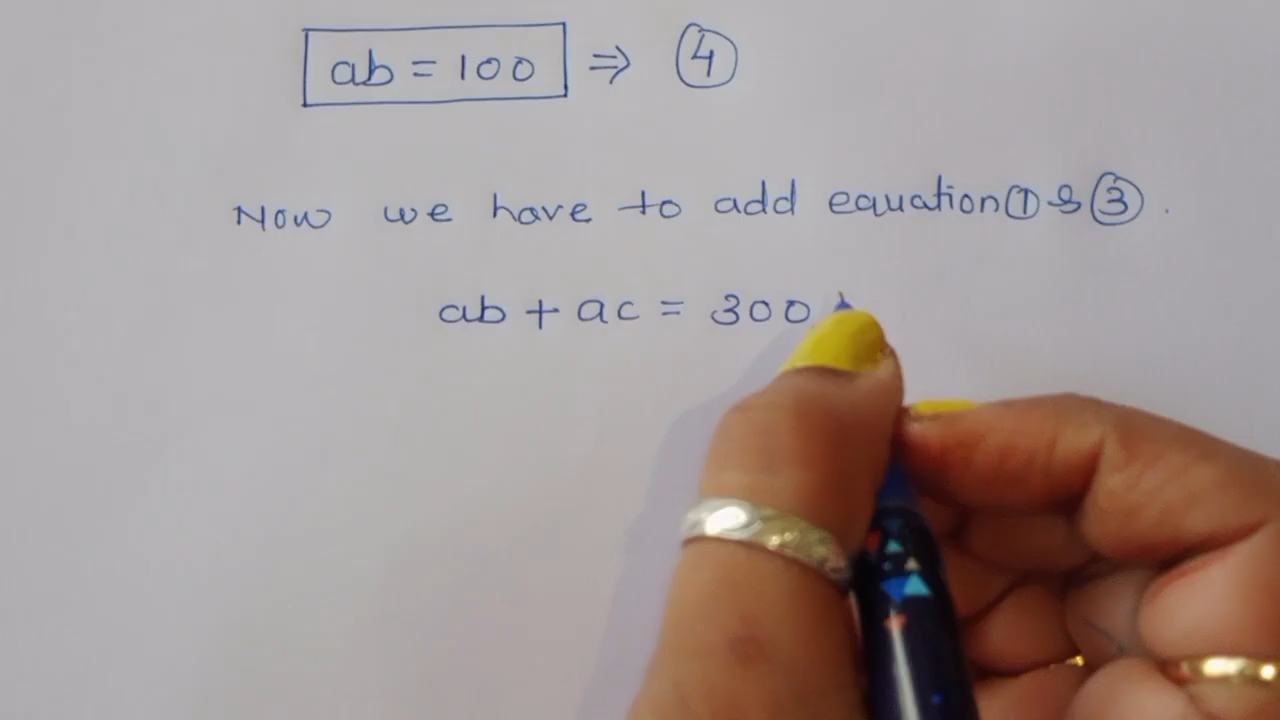 ab = 100 ⇒ ④
Now we have to add equation ① & ③.
ab + ac = 300